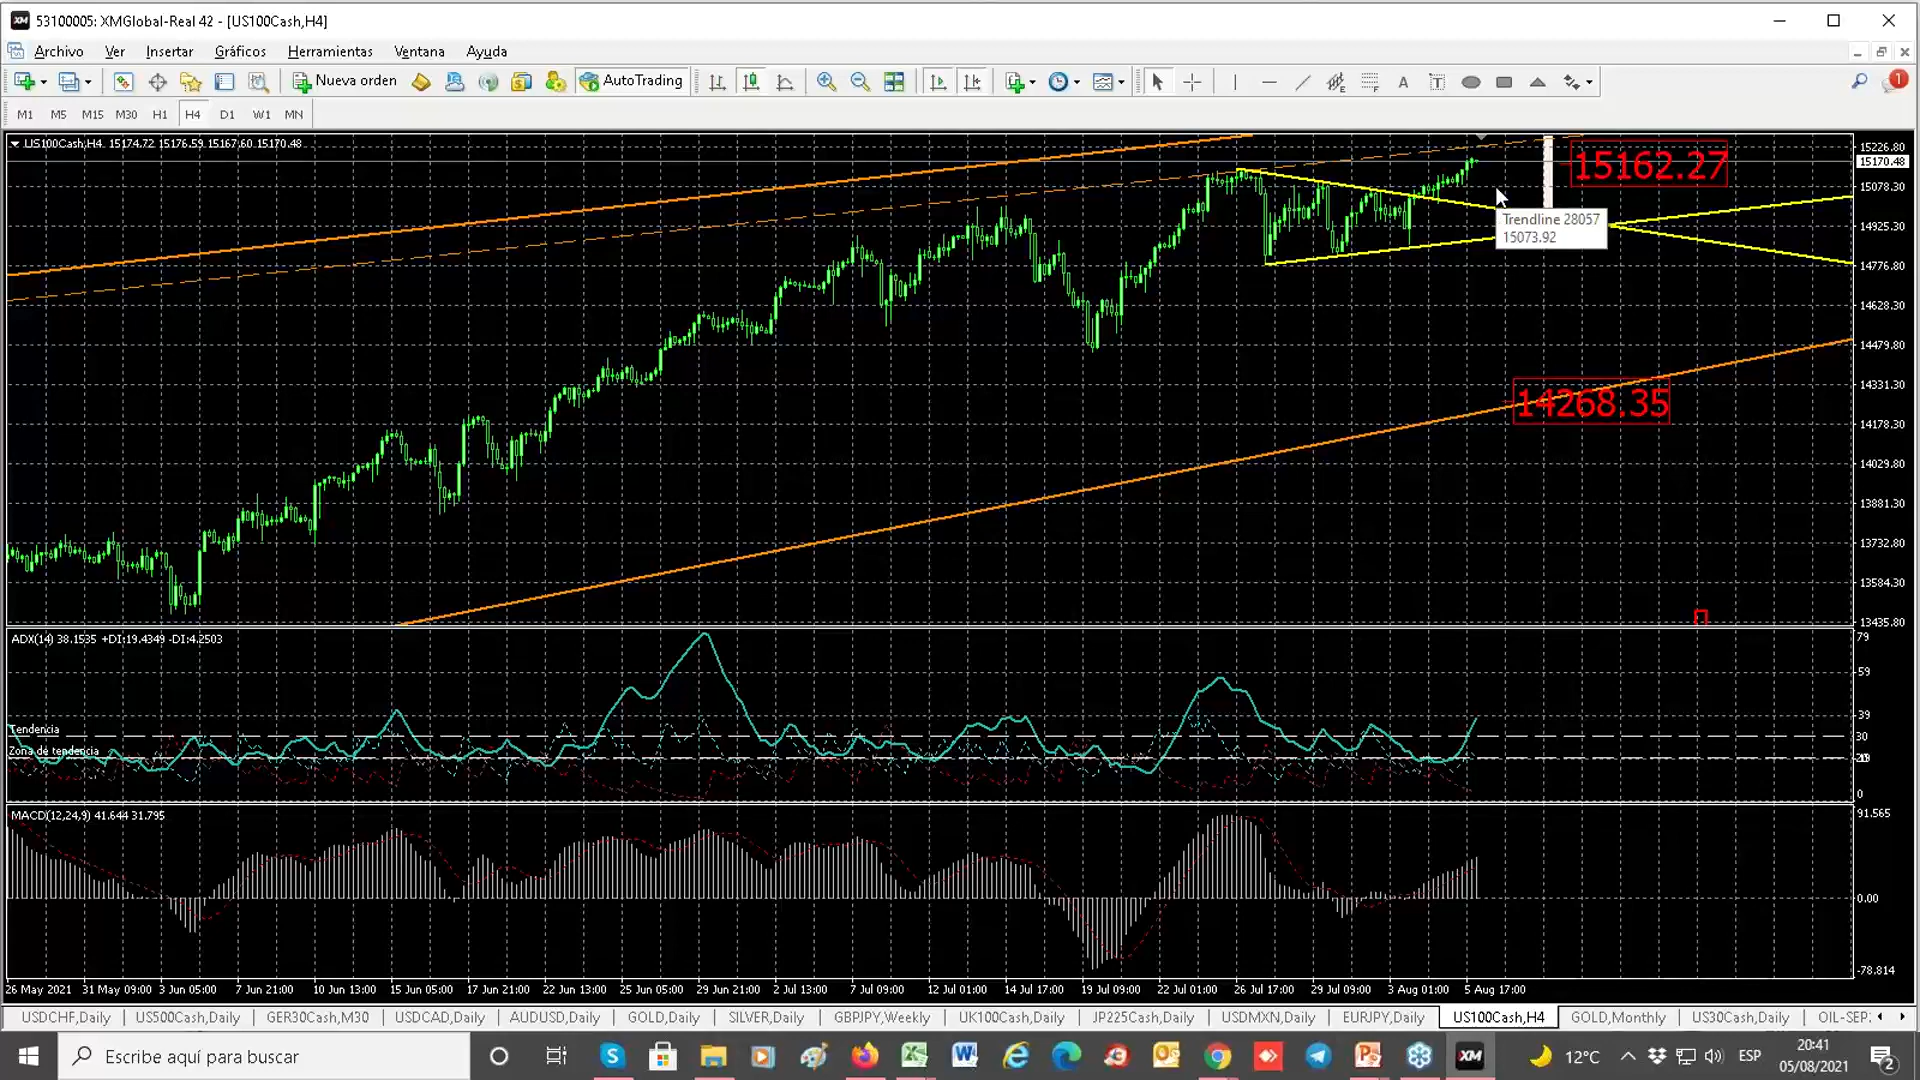 53100005: XMGlobal-Real 42 - [US100Cash,H4]
Archivo Ver Insertar Gráficos Herramientas Ventana Ayuda
Nueva orden AutoTrading E F A T 1
M1 M5 M15 M30 H1 H4 D1 W1 MN
US100Cash,H4 15174.72 15176.59 15167.60 15170.48
15226.80
15170.48
15162.27
15078.30
Trendline 28057
15073.92
14925.30
14776.80
14628.30
14479.80
14331.30
14268.35
14178.30
14029.80
13881.30
13732.80
13584.30
13435.80
ADX(14) 38.1535 +DI:19.4349 -DI:4.2503
79
59
39
Tendencia
30
Zona de tendencia
0
MACD(12,24,9) 41.644 31.795
91.565
0.00
-78.814
26 May 2021 31 May 09:00 3 Jun 05:00 7 Jun 21:00 10 Jun 13:00 15 Jun 05:00 17 Jun 21:00 22 Jun 13:00 25 Jun 05:00 29 Jun 21:00 2 Jul 13:00 7 Jul 09:00 12 Jul 01:00 14 Jul 17:00 19 Jul 09:00 22 Jul 01:00 26 Jul 17:00 29 Jul 09:00 3 Aug 01:00 5 Aug 17:00
USDCHF,Daily US500Cash,Daily GER30Cash,M30 USDCAD,Daily AUDUSD,Daily GOLD,Daily SILVER,Daily GBPJPY,Weekly UK100Cash,Daily JP225Cash,Daily USDMXN,Daily EURJPY,Daily US100Cash,H4 GOLD,Monthly US30Cash,Daily OIL-SEP
Escribe aquí para buscar
XM
12°C
ESP
20:41
05/08/2021
2